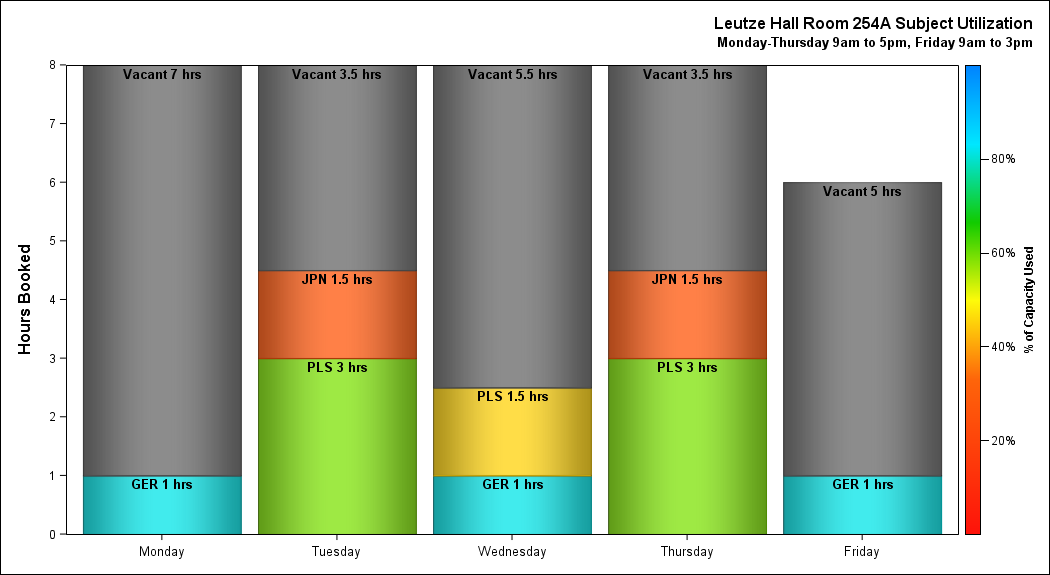 Leutze Hall Room 254A Subject Utilization
Monday-Thursday 9am to 5pm, Friday 9am to 3pm
Hours Booked
8
7
6
5
4
3
2
1
0
Vacant 7 hrs
GER 1 hrs
Vacant 3.5 hrs
JPN 1.5 hrs
PLS 3 hrs
Vacant 5.5 hrs
PLS 1.5 hrs
GER 1 hrs
Vacant 3.5 hrs
JPN 1.5 hrs
PLS 3 hrs
Vacant 5 hrs
GER 1 hrs
Monday
Tuesday
Wednesday
Thursday
Friday
80%
60%
40%
20%
% of Capacity Used